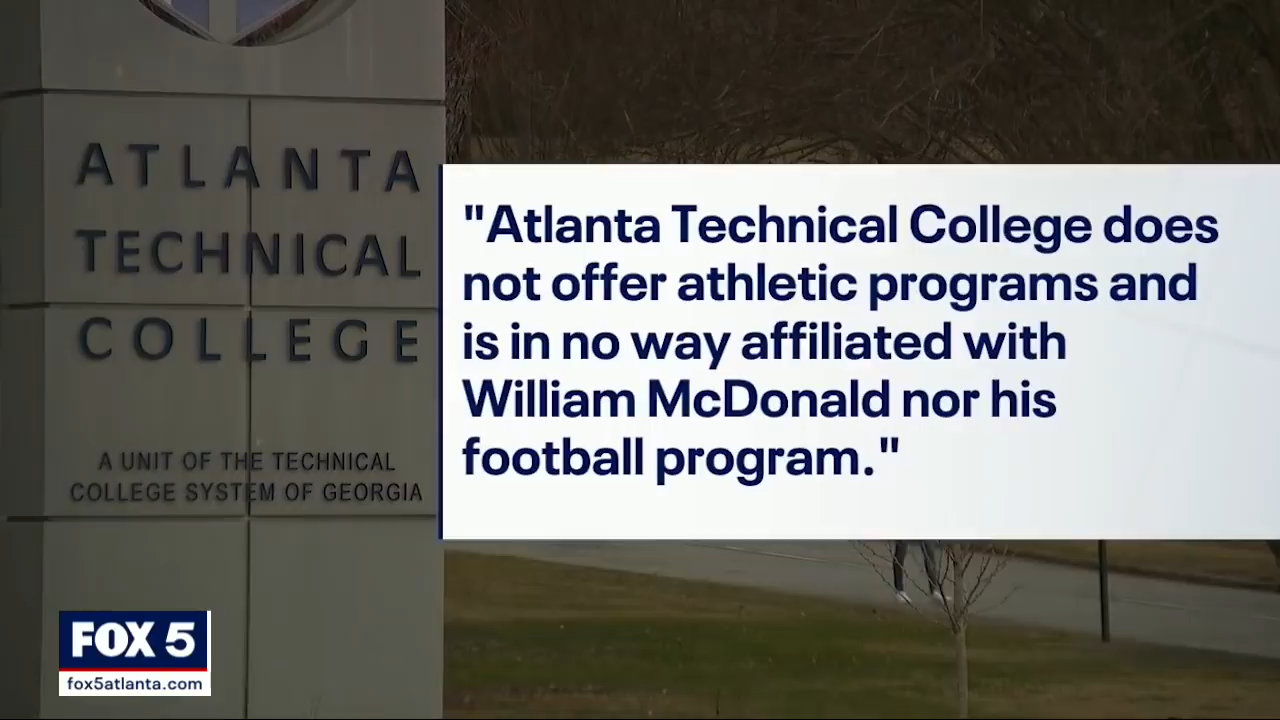 ATLANTA
TECHNICAL
COLLEGE
A UNIT OF THE TECHNICAL
COLLEGE SYSTEM OF GEORGIA
"Atlanta Technical College does
not offer athletic programs and
is in no way affiliated with
William McDonald nor his
football program."
FOX 5
fox5atlanta.com